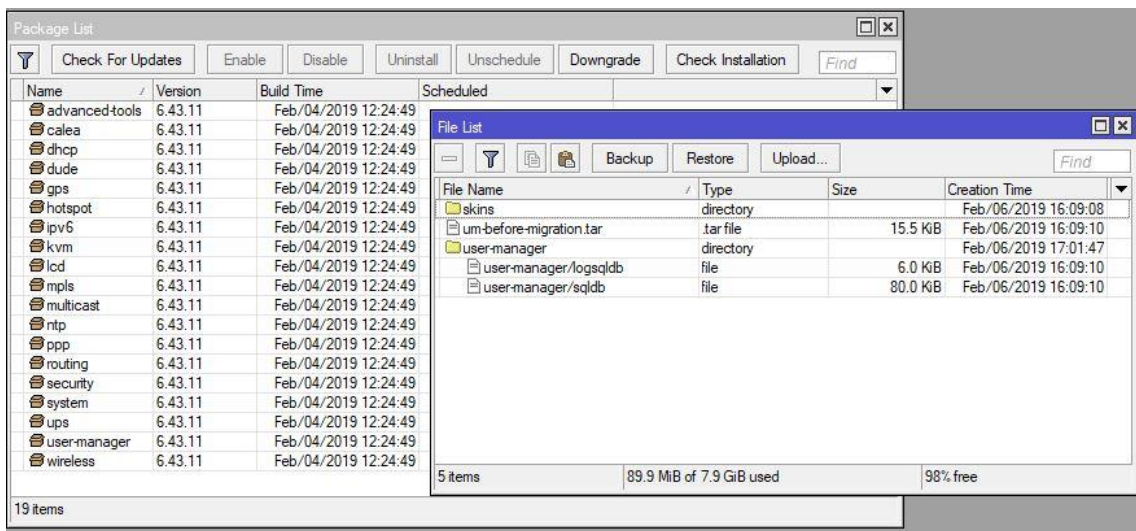 Package List
Check For Updates Enable Disable Uninstall Unschedule Downgrade Check Installation Find
Name / Version Build Time Scheduled
advanced-tools 6.43.11 Feb/04/2019 12:24:49
calea 6.43.11 Feb/04/2019 12:24:49
dhcp 6.43.11 Feb/04/2019 12:24:49
dude 6.43.11 Feb/04/2019 12:24:49
gps 6.43.11 Feb/04/2019 12:24:49
hotspot 6.43.11 Feb/04/2019 12:24:49
ipv6 6.43.11 Feb/04/2019 12:24:49
kvm 6.43.11 Feb/04/2019 12:24:49
lcd 6.43.11 Feb/04/2019 12:24:49
mpls 6.43.11 Feb/04/2019 12:24:49
multicast 6.43.11 Feb/04/2019 12:24:49
ntp 6.43.11 Feb/04/2019 12:24:49
ppp 6.43.11 Feb/04/2019 12:24:49
routing 6.43.11 Feb/04/2019 12:24:49
security 6.43.11 Feb/04/2019 12:24:49
system 6.43.11 Feb/04/2019 12:24:49
ups 6.43.11 Feb/04/2019 12:24:49
user-manager 6.43.11 Feb/04/2019 12:24:49
wireless 6.43.11 Feb/04/2019 12:24:49
19 items
File List
Backup Restore Upload... Find
File Name / Type Size Creation Time
skins directory Feb/06/2019 16:09:08
um-before-migration.tar .tar file 15.5 KiB Feb/06/2019 16:09:10
user-manager directory Feb/06/2019 17:01:47
user-manager/logsqldb file 6.0 KiB Feb/06/2019 16:09:10
user-manager/sqldb file 80.0 KiB Feb/06/2019 16:09:10
5 items 89.9 MiB of 7.9 GiB used 98% free